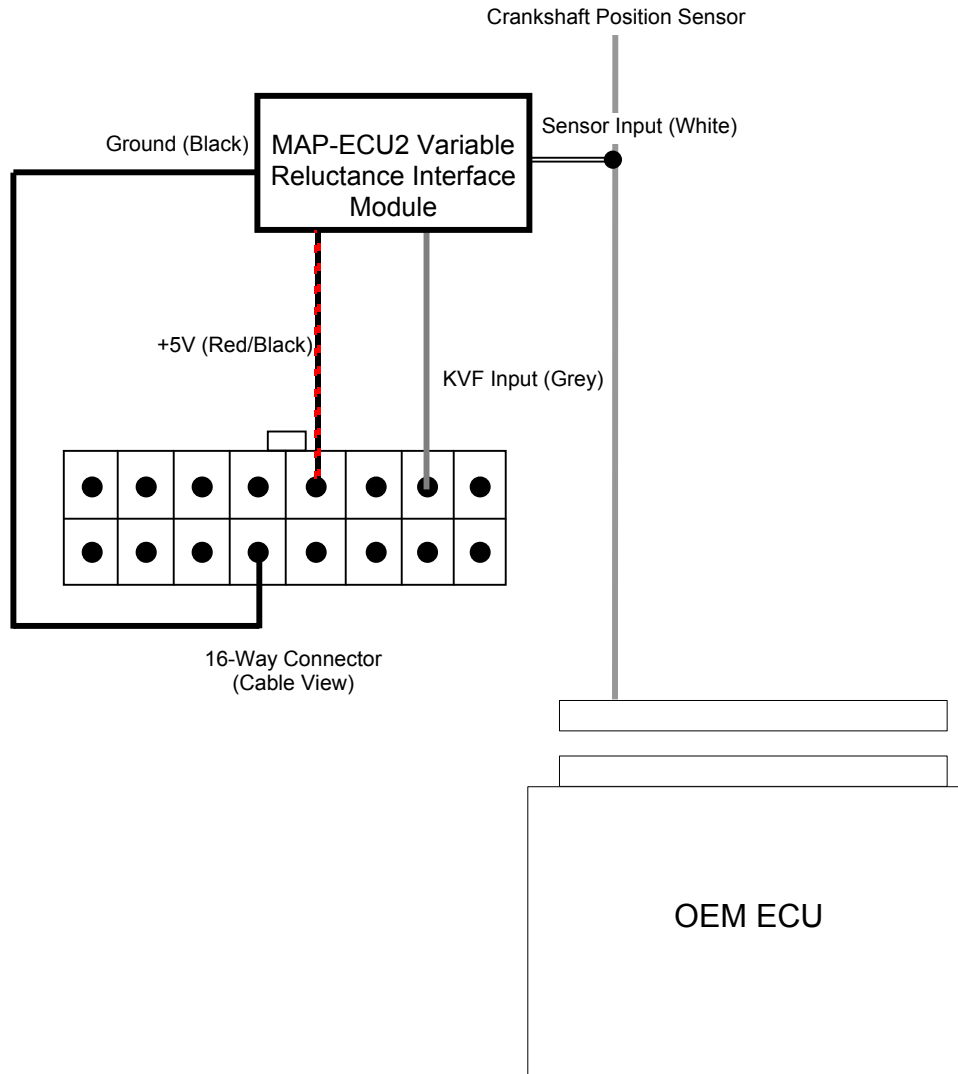 Crankshaft Position Sensor
Sensor Input (White)
Ground (Black)
MAP-ECU2 Variable
Reluctance Interface
Module
+5V (Red/Black)
KVF Input (Grey)
16-Way Connector
(Cable View)
OEM ECU